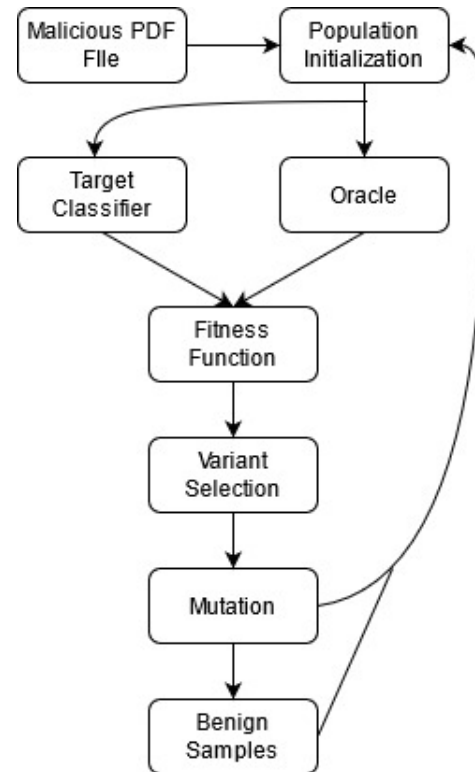 Malicious PDF
FIle
Population
Initialization
Target
Classifier
Oracle
Fitness
Function
Variant
Selection
Mutation
Benign
Samples